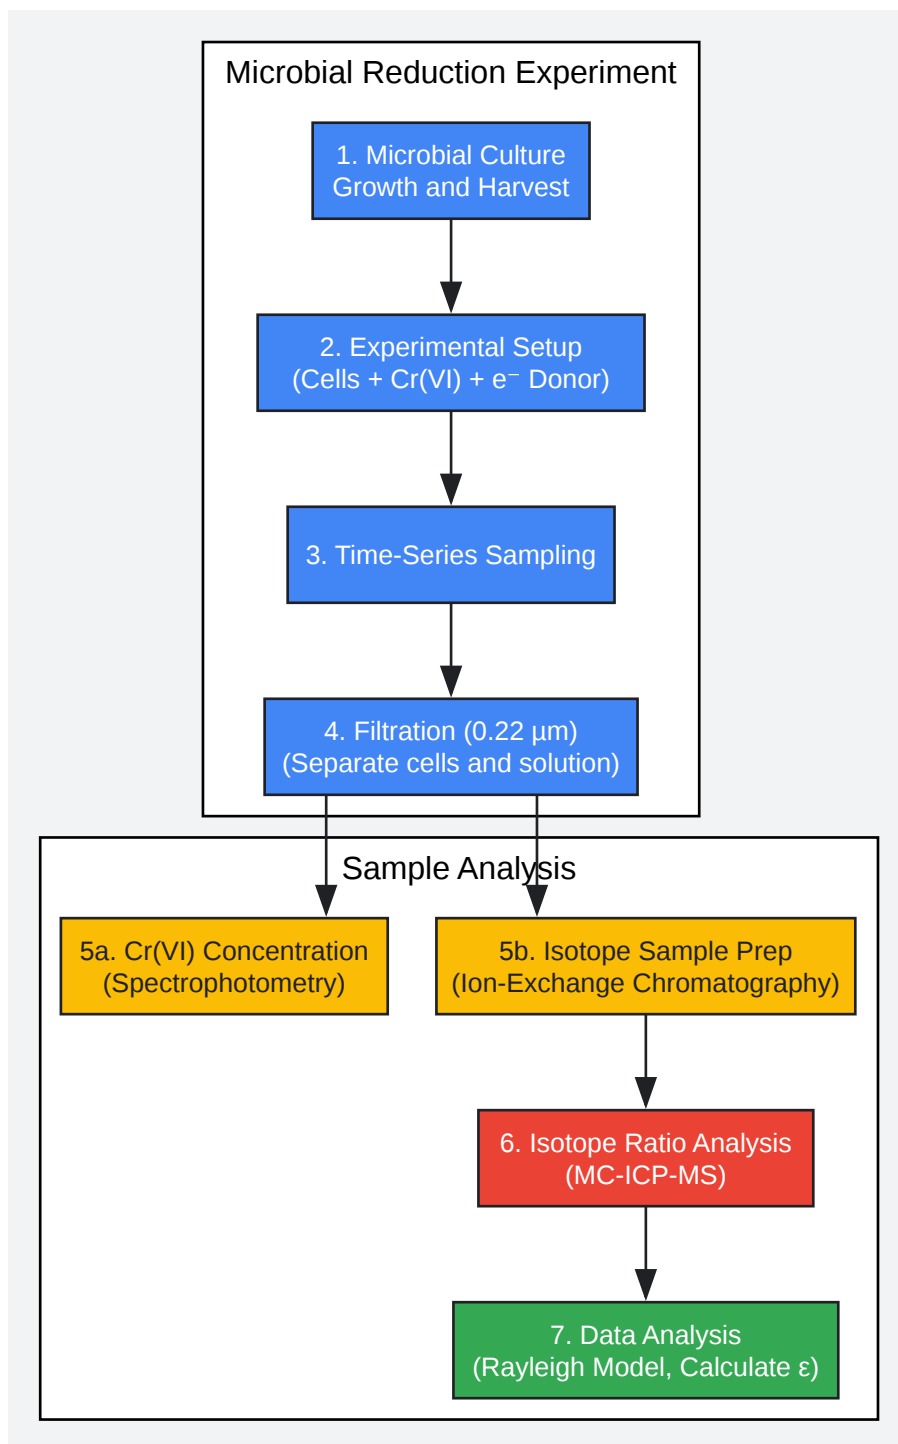 Microbial Reduction Experiment
1. Microbial Culture
Growth and Harvest
2. Experimental Setup
(Cells + Cr(VI) + e⁻ Donor)
3. Time-Series Sampling
4. Filtration (0.22 µm)
(Separate cells and solution)
Sample Analysis
5a. Cr(VI) Concentration
(Spectrophotometry)
5b. Isotope Sample Prep
(Ion-Exchange Chromatography)
6. Isotope Ratio Analysis
(MC-ICP-MS)
7. Data Analysis
(Rayleigh Model, Calculate ε)